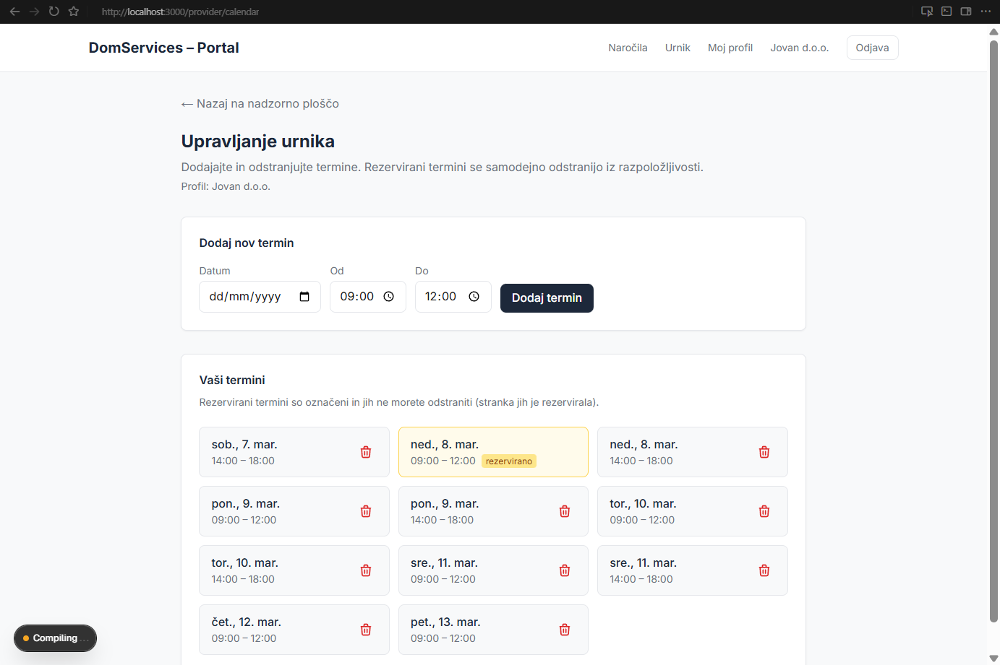 http://localhost:3000/provider/calendar
DomServices – Portal
Naročila
Urnik
Moj profil
Jovan d.o.o.
Odjava
← Nazaj na nadzorno ploščo
Upravljanje urnika
Dodajajte in odstranjujte termine. Rezervirani termini se samodejno odstranijo iz razpoložljivosti.
Profil: Jovan d.o.o.
Dodaj nov termin
Datum
Od
Do
dd/mm/yyyy
09:00
12:00
Dodaj termin
Vaši termini
Rezervirani termini so označeni in jih ne morete odstraniti (stranka jih je rezervirala).
sob., 7. mar.
14:00 – 18:00
ned., 8. mar.
09:00 – 12:00 rezervirano
ned., 8. mar.
14:00 – 18:00
pon., 9. mar.
09:00 – 12:00
pon., 9. mar.
14:00 – 18:00
tor., 10. mar.
09:00 – 12:00
tor., 10. mar.
14:00 – 18:00
sre., 11. mar.
09:00 – 12:00
sre., 11. mar.
14:00 – 18:00
čet., 12. mar.
09:00 – 12:00
pet., 13. mar.
09:00 – 12:00
Compiling ...